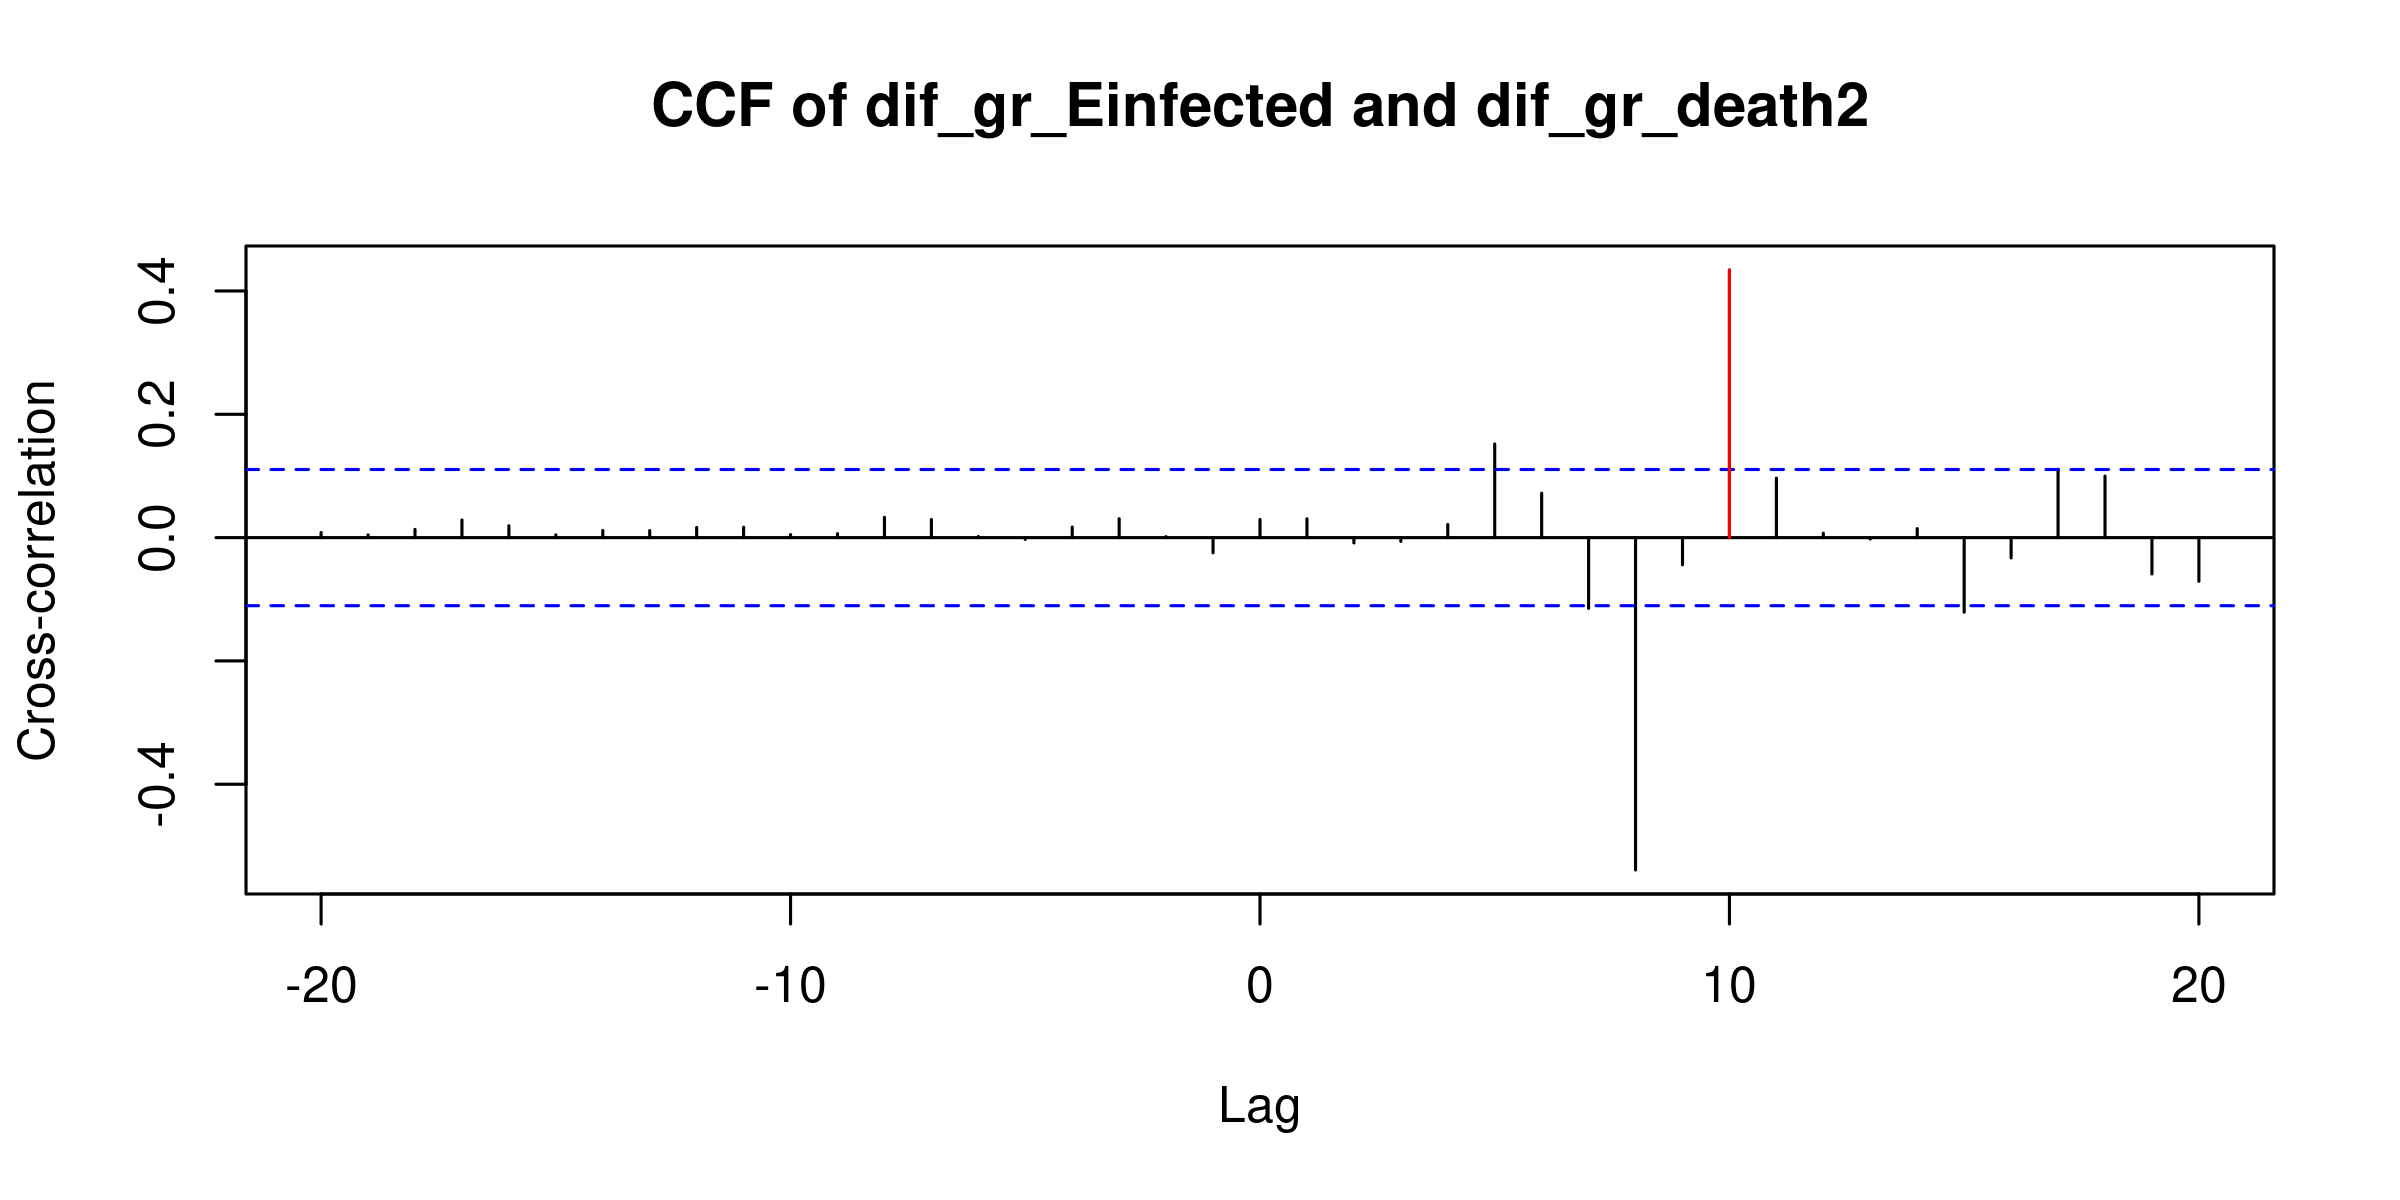 CCF of dif_gr_Einfected and dif_gr_death2
Cross-correlation
0.4
0.2
0.0
-0.4
-20 -10 0 10 20
Lag